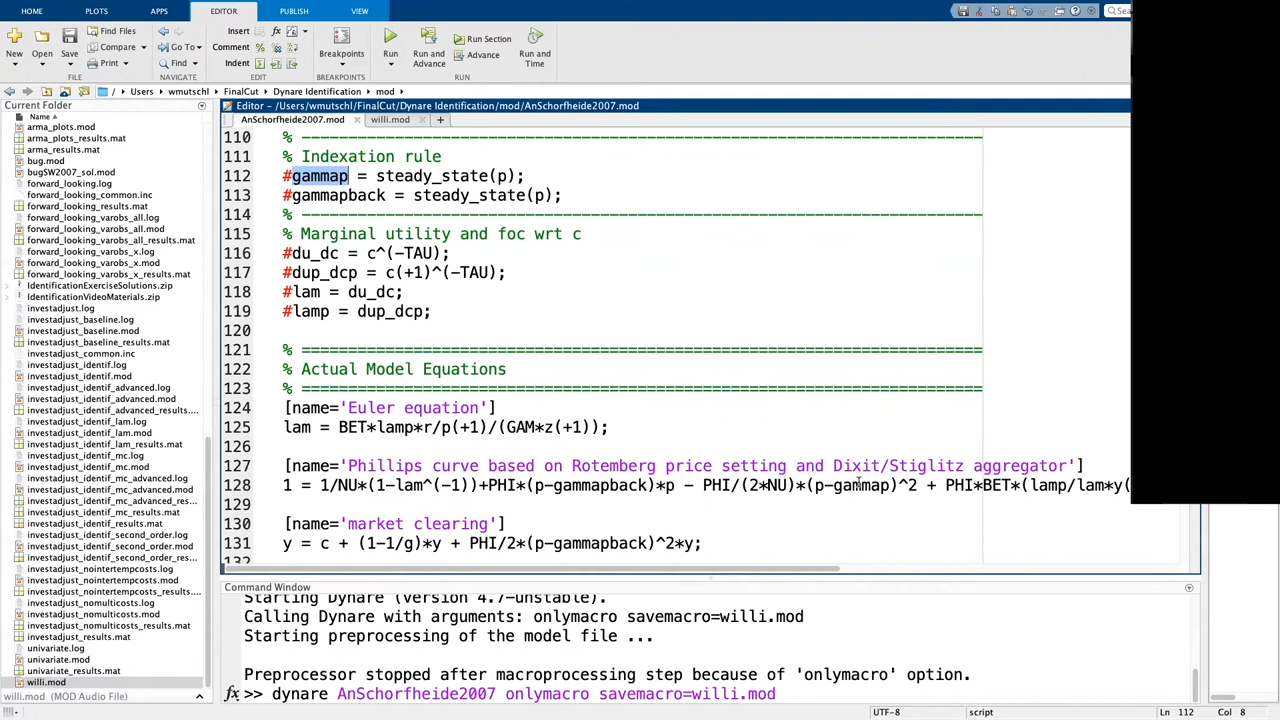 HOME PLOTS APPS EDITOR PUBLISH VIEW
Insert fx
Comment %
Indent
New Open Save
Find Files
Compare
Print
Go To
Find
Breakpoints
Run
Run and Advance
Run Section
Advance
Run and Time
FILE NAVIGATE EDIT BREAKPOINTS RUN
/ Users wmutschl FinalCut Dynare Identification mod
Current Folder
Name
arma_plots.mod
arma_plots_results.mat
arma_results.mat
bug.mod
bugSW2007_sol.mod
forward_looking.log
forward_looking_common.inc
forward_looking_results.mat
forward_looking_varobs_all.log
forward_looking_varobs_all.mod
forward_looking_varobs_all_results.mat
forward_looking_varobs_x.log
forward_looking_varobs_x.mod
forward_looking_varobs_x_results.mat
IdentificationExerciseSolutions.zip
IdentificationVideoMaterials.zip
investadjust.log
investadjust_baseline.log
investadjust_baseline.mod
investadjust_baseline_results.mat
investadjust_common.inc
investadjust_identif.log
investadjust_identif.mod
investadjust_identif_advanced.log
investadjust_identif_advanced.mod
investadjust_identif_advanced_results....
investadjust_identif_lam.log
investadjust_identif_lam.mod
investadjust_identif_lam_results.mat
investadjust_identif_mc.log
investadjust_identif_mc.mod
investadjust_identif_mc_advanced.log
investadjust_identif_mc_advanced.mod
investadjust_identif_mc_advanced_res...
investadjust_identif_mc_results.mat
investadjust_identif_second_order.log
investadjust_identif_second_order.mod
investadjust_identif_second_order_res...
investadjust_nointertempcosts.log
investadjust_nointertempcosts.mod
investadjust_nointertempcosts_results....
investadjust_nomulticosts.log
investadjust_nomulticosts.mod
investadjust_nomulticosts_results.mat
investadjust_results.mat
univariate.log
univariate.mod
univariate_results.mat
willi.mod
willi.mod (MOD Audio File)
Editor - /Users/wmutschl/FinalCut/Dynare Identification/mod/AnSchorfheide2007.mod
AnSchorfheide2007.mod × willi.mod × +
110 % ------------------------------------------------------------------------
111 % Indexation rule
112 #gammap = steady_state(p);
113 #gammapback = steady_state(p);
114 % ------------------------------------------------------------------------
115 % Marginal utility and foc wrt c
116 #du_dc = c^(-TAU);
117 #dup_dcp = c(+1)^(-TAU);
118 #lam = du_dc;
119 #lamp = dup_dcp;
120
121 % ========================================================================
122 % Actual Model Equations
123 % ========================================================================
124 [name='Euler equation']
125 lam = BET*lamp*r/p(+1)/(GAM*z(+1));
126
127 [name='Phillips curve based on Rotemberg price setting and Dixit/Stiglitz aggregator']
128 1 = 1/NU*(1-lam^(-1))+PHI*(p-gammapback)*p - PHI/(2*NU)*(p-gammap)^2 + PHI*BET*(lamp/lam*y(
129
130 [name='market clearing']
131 y = c + (1-1/g)*y + PHI/2*(p-gammapback)^2*y;
132
Command Window
Starting Dynare (version 4.7-unstable).
Calling Dynare with arguments: onlymacro savemacro=willi.mod
Starting preprocessing of the model file ...
Preprocessor stopped after macroprocessing step because of 'onlymacro' option.
fx >> dynare AnSchorfheide2007 onlymacro savemacro=willi.mod
UTF-8 script Ln 112 Col 8